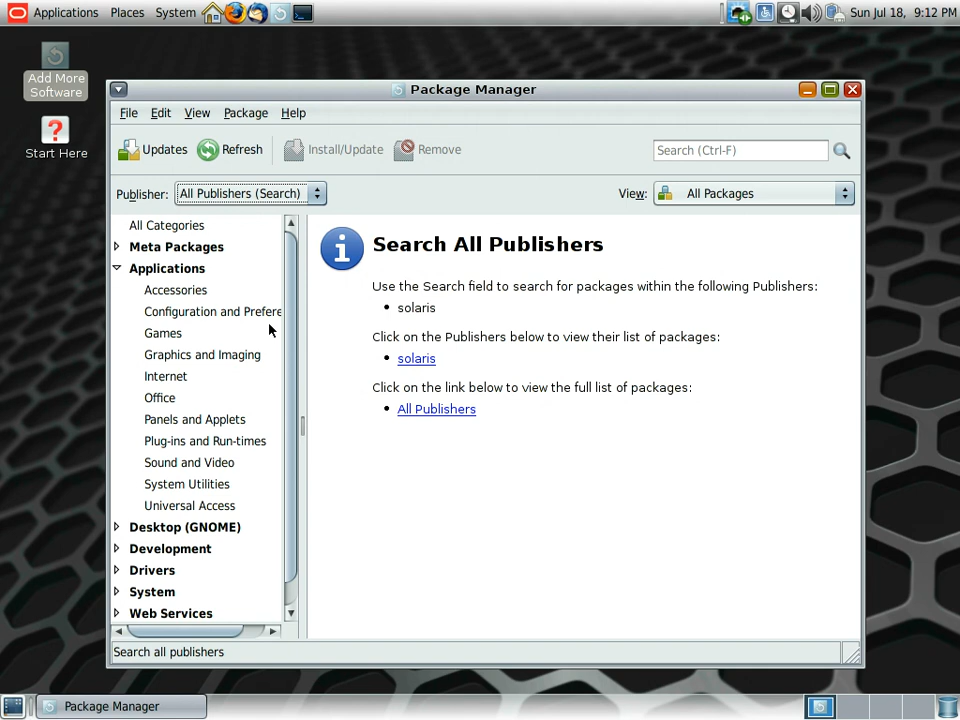 Applications Places System
Sun Jul 18, 9:12 PM
Add More
Software
Start Here
Package Manager
File Edit View Package Help
Updates Refresh Install/Update Remove
Search (Ctrl-F)
Publisher: All Publishers (Search)
View: All Packages
All Categories
Meta Packages
Applications
Accessories
Configuration and Prefere
Games
Graphics and Imaging
Internet
Office
Panels and Applets
Plug-ins and Run-times
Sound and Video
System Utilities
Universal Access
Desktop (GNOME)
Development
Drivers
System
Web Services
Search All Publishers
Use the Search field to search for packages within the following Publishers:
• solaris
Click on the Publishers below to view their list of packages:
• solaris
Click on the link below to view the full list of packages:
• All Publishers
Search all publishers
Package Manager